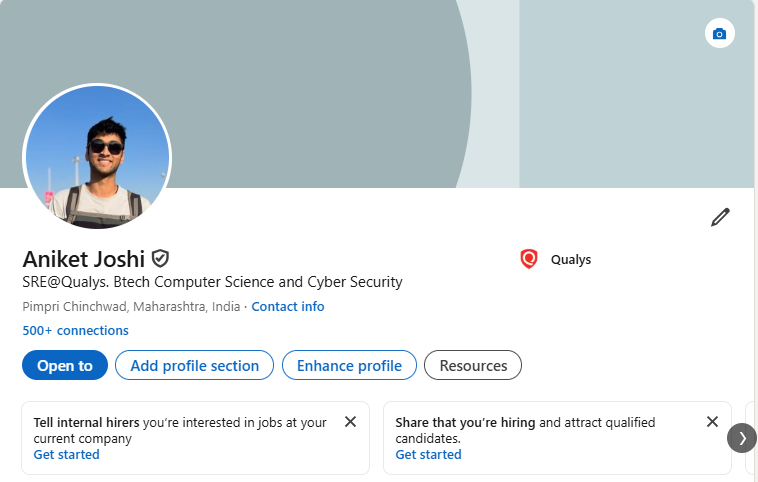 Aniket Joshi
Qualys
SRE@Qualys. Btech Computer Science and Cyber Security
Pimpri Chinchwad, Maharashtra, India · Contact info
500+ connections
Open to
Add profile section
Enhance profile
Resources
Tell internal hirers you're interested in jobs at your
current company
Get started
Share that you're hiring and attract qualified
candidates.
Get started